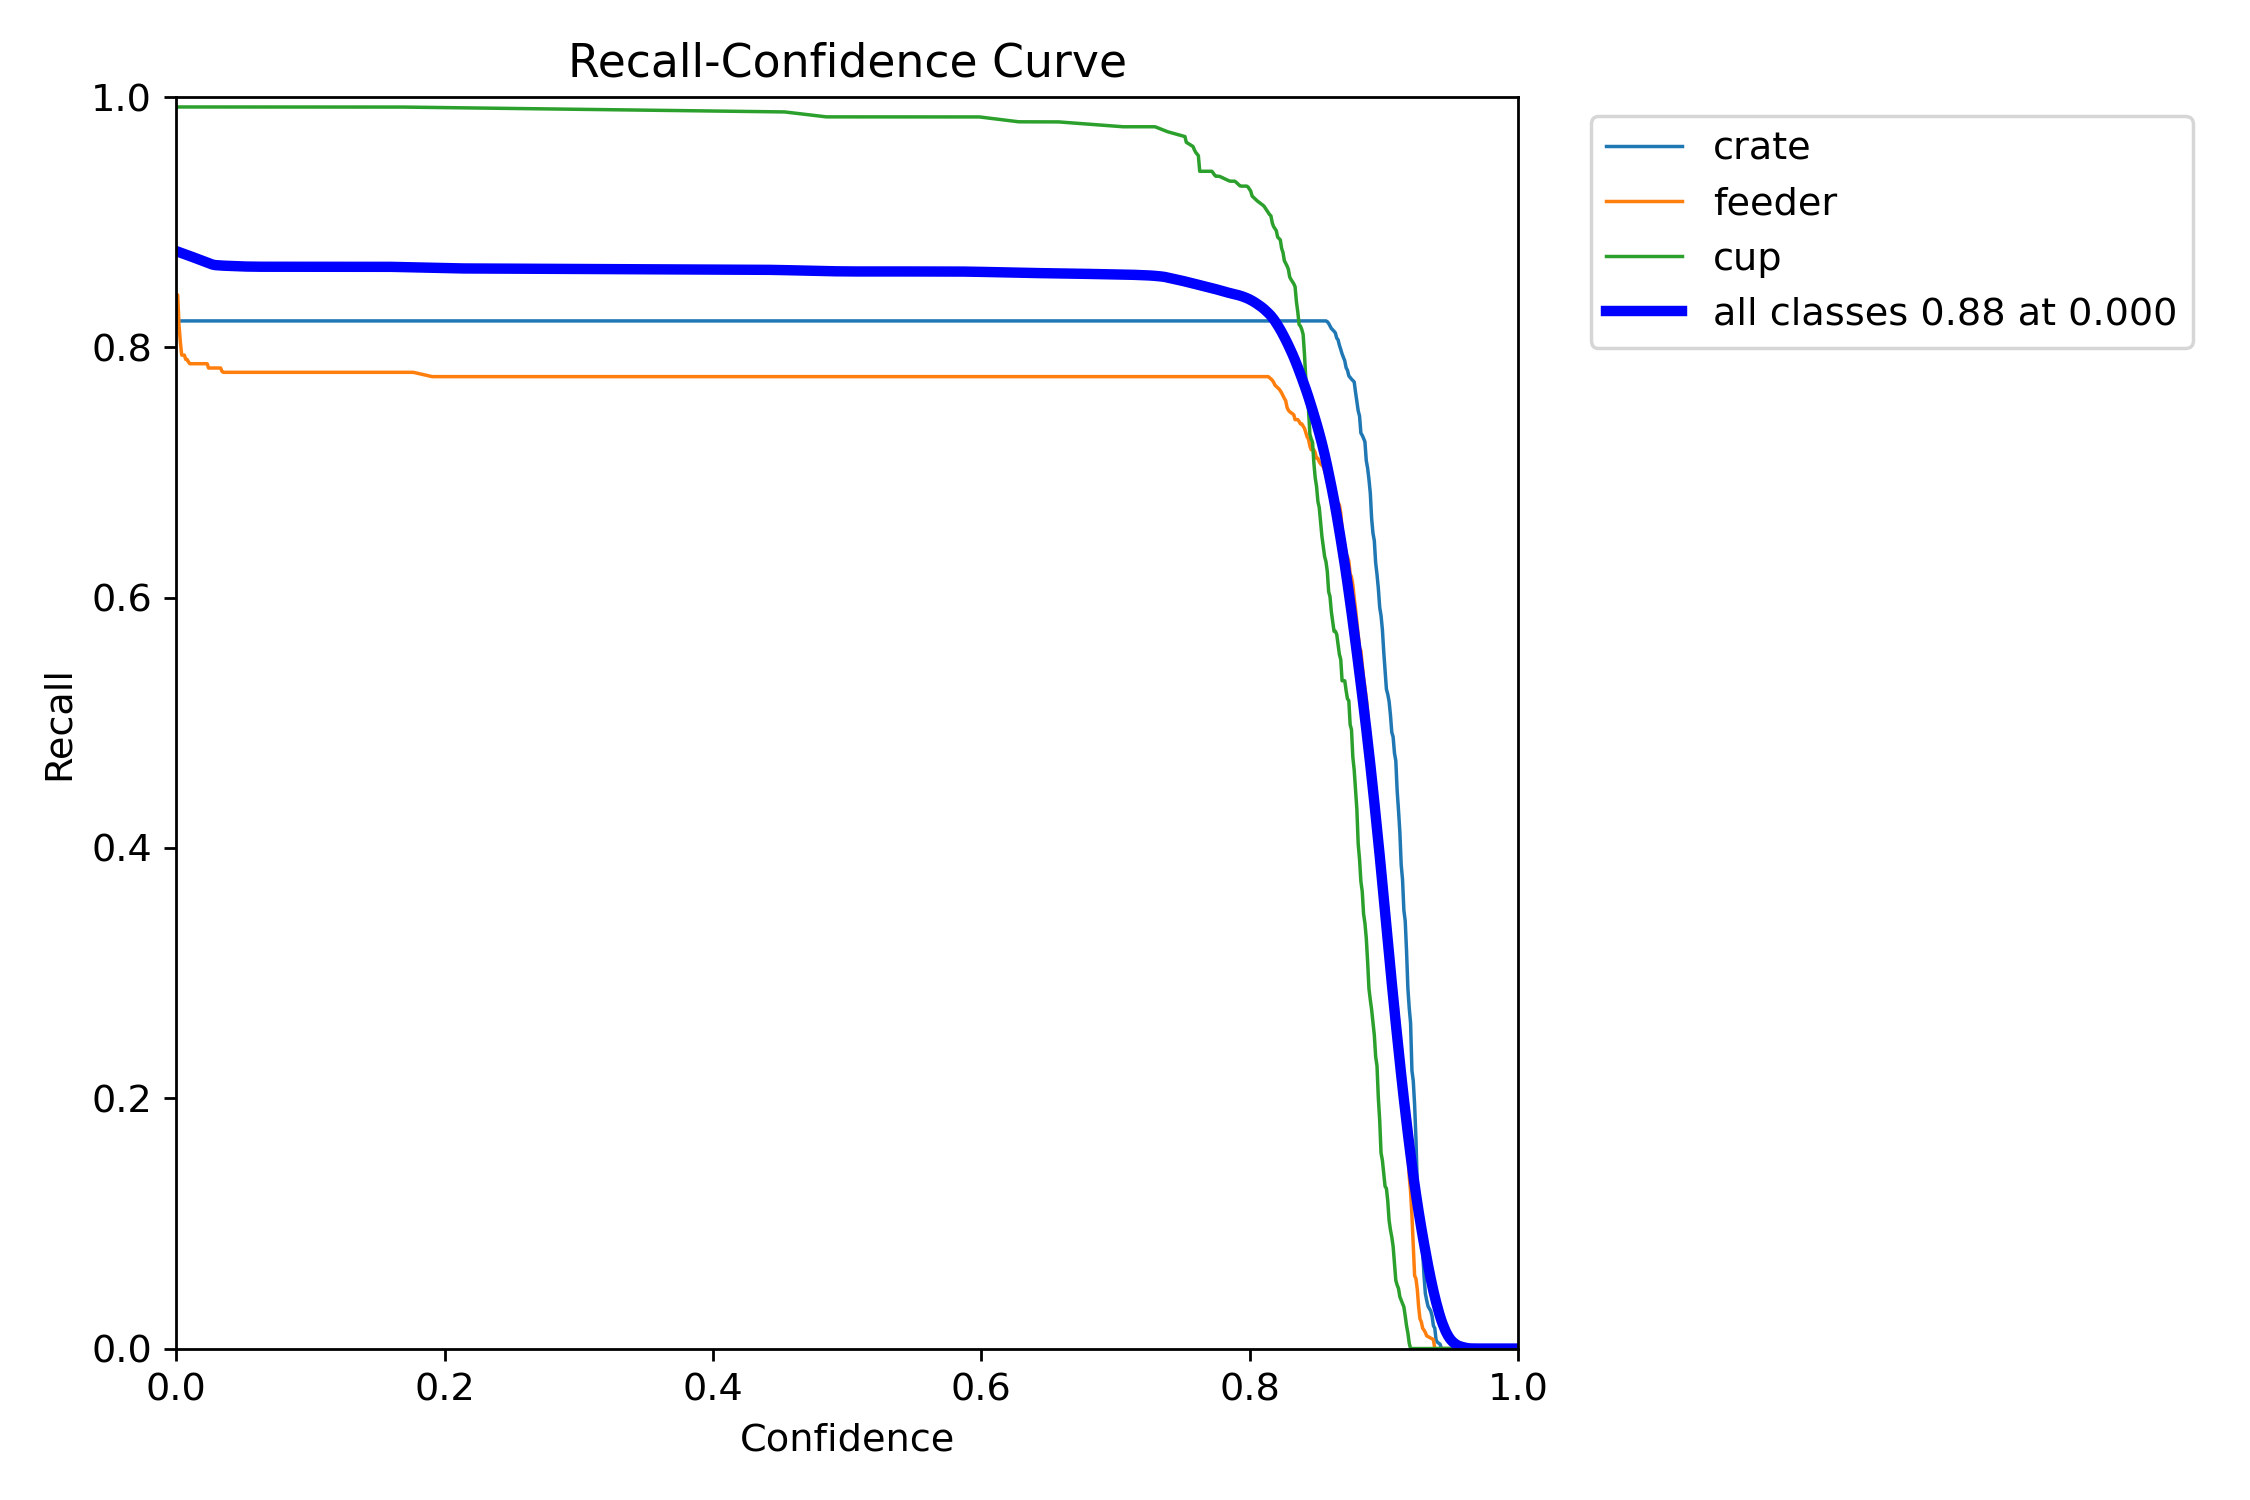 Recall-Confidence Curve
1.0
0.8
0.6
0.4
0.2
0.0
Recall
0.0 0.2 0.4 0.6 0.8 1.0
Confidence
crate
feeder
cup
all classes 0.88 at 0.000